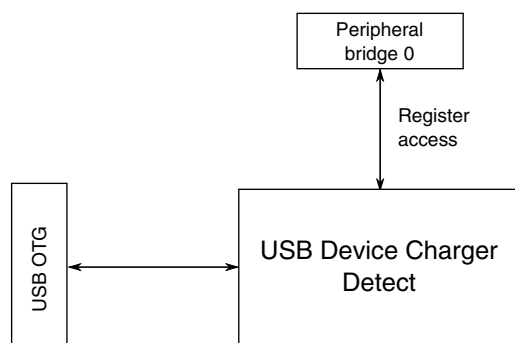 Peripheral
bridge 0
Register
access
USB OTG
USB Device Charger
Detect